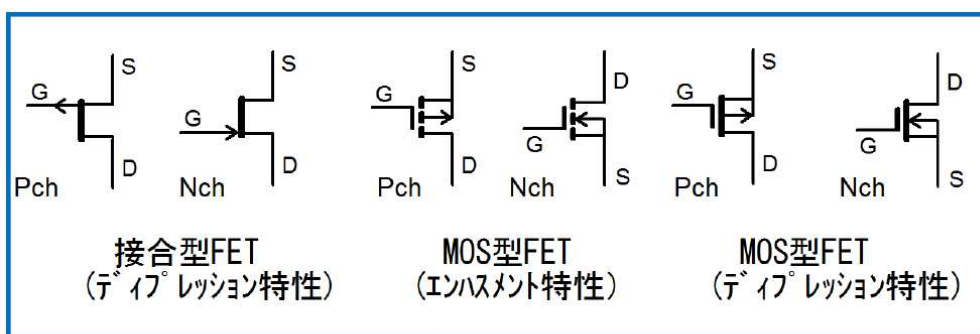 S S S D S D
G G G G G G
D D D S D S
Pch Nch Pch Nch Pch Nch
接合型FET MOS型FET MOS型FET
(ディプレッション特性) (エンハスメント特性) (ディプレッション特性)